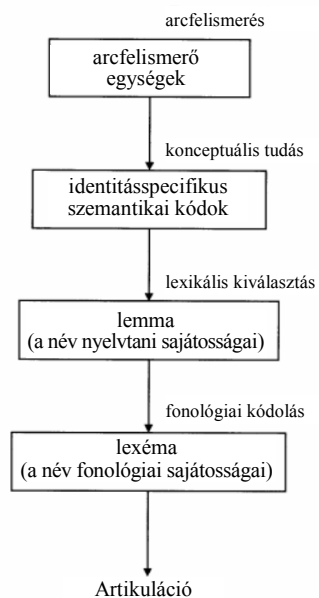 arcfelismerés
arcfelismerő
egységek
konceptuális tudás
identitásspecifikus
szemantikai kódok
lexikális kiválasztás
lemma
(a név nyelvtani sajátosságai)
fonológiai kódolás
lexéma
(a név fonológiai sajátosságai)
Artikuláció